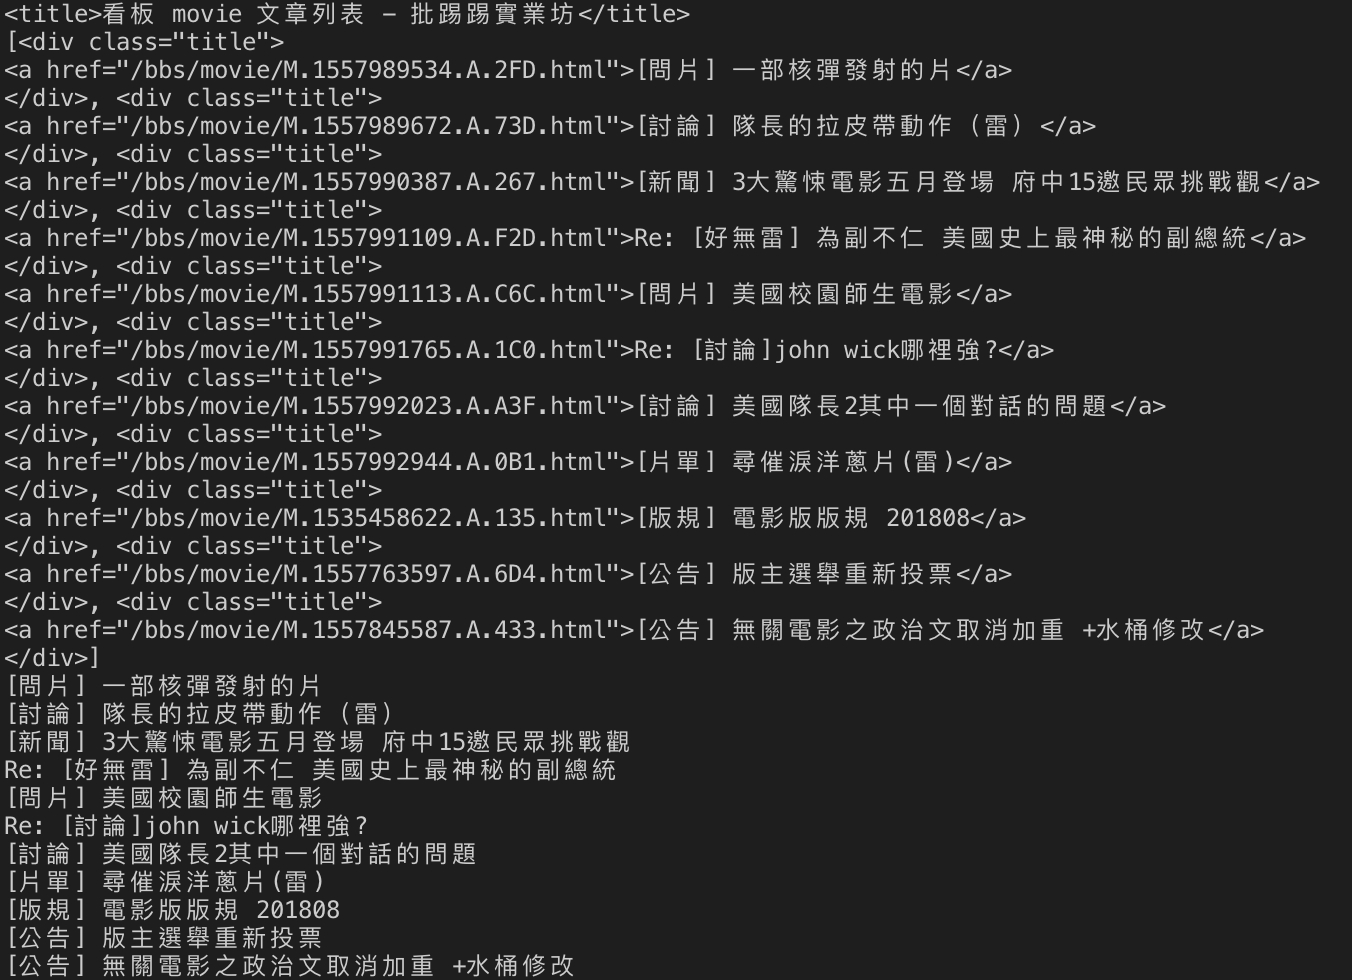 <title>看板 movie 文章列表 – 批踢踢實業坊</title>
[<div class="title">
<a href="/bbs/movie/M.1557989534.A.2FD.html">[問片] 一部核彈發射的片</a>
</div>, <div class="title">
<a href="/bbs/movie/M.1557989672.A.73D.html">[討論] 隊長的拉皮帶動作（雷）</a>
</div>, <div class="title">
<a href="/bbs/movie/M.1557990387.A.267.html">[新聞] 3大驚悚電影五月登場 府中15邀民眾挑戰觀</a>
</div>, <div class="title">
<a href="/bbs/movie/M.1557991109.A.F2D.html">Re: [好無雷] 為副不仁 美國史上最神秘的副總統</a>
</div>, <div class="title">
<a href="/bbs/movie/M.1557991113.A.C6C.html">[問片] 美國校園師生電影</a>
</div>, <div class="title">
<a href="/bbs/movie/M.1557991765.A.1C0.html">Re: [討論]john wick哪裡強?</a>
</div>, <div class="title">
<a href="/bbs/movie/M.1557992023.A.A3F.html">[討論] 美國隊長2其中一個對話的問題</a>
</div>, <div class="title">
<a href="/bbs/movie/M.1557992944.A.0B1.html">[片單] 尋催淚洋蔥片(雷)</a>
</div>, <div class="title">
<a href="/bbs/movie/M.1535458622.A.135.html">[版規] 電影版版規 201808</a>
</div>, <div class="title">
<a href="/bbs/movie/M.1557763597.A.6D4.html">[公告] 版主選舉重新投票</a>
</div>, <div class="title">
<a href="/bbs/movie/M.1557845587.A.433.html">[公告] 無關電影之政治文取消加重 +水桶修改</a>
</div>]
[問片] 一部核彈發射的片
[討論] 隊長的拉皮帶動作（雷）
[新聞] 3大驚悚電影五月登場 府中15邀民眾挑戰觀
Re: [好無雷] 為副不仁 美國史上最神秘的副總統
[問片] 美國校園師生電影
Re: [討論]john wick哪裡強?
[討論] 美國隊長2其中一個對話的問題
[片單] 尋催淚洋蔥片(雷)
[版規] 電影版版規 201808
[公告] 版主選舉重新投票
[公告] 無關電影之政治文取消加重 +水桶修改